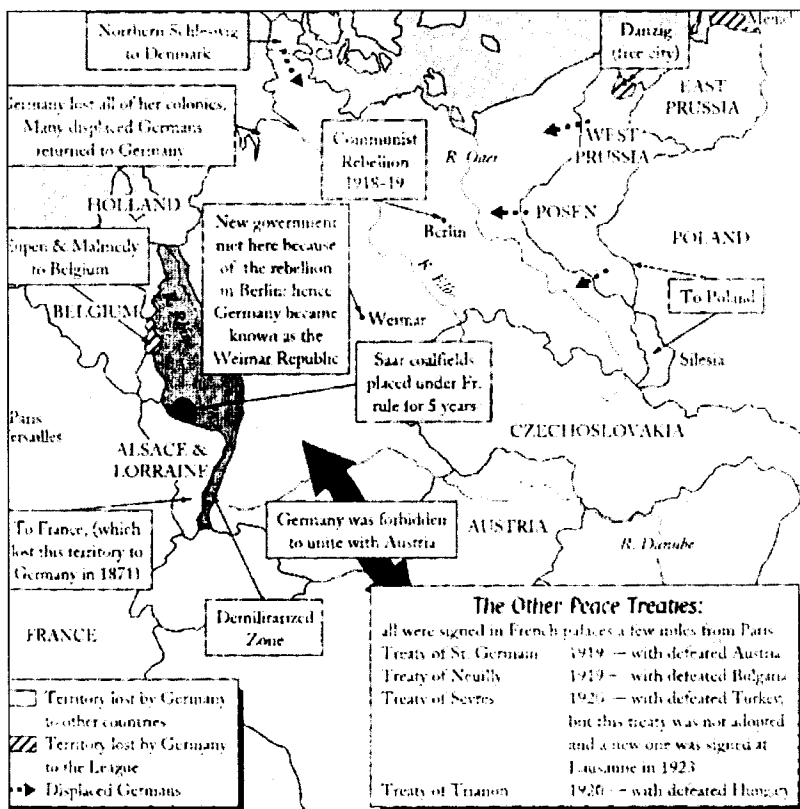 Northern Schleswig
to Denmark
Danzig
(free city)
Memel
EAST
PRUSSIA
Germany lost all of her colonies.
Many displaced Germans
returned to Germany
Communist
Rebellion
1918-19
R. Oder
WEST
PRUSSIA
HOLLAND
New government
met here because
of the rebellion
in Berlin: hence
Germany became
known as the
Weimar Republic
Berlin
POSEN
POLAND
Eupen & Malmedy
to Belgium
R. Elbe
To Poland
BELGIUM
Weimar
Silesia
Saar coalfields
placed under Fr.
rule for 5 years
Paris
ersailles
ALSACE &
LORRAINE
CZECHOSLOVAKIA
To France, (which
lost this territory to
Germany in 1871)
Germany was forbidden
to unite with Austria
AUSTRIA
R. Danube
Demilitarized
Zone
FRANCE
The Other Peace Treaties:
all were signed in French palaces a few miles from Paris
Treaty of St. Germain 1919 — with defeated Austria
Treaty of Neuilly 1919 — with defeated Bulgaria
Treaty of Sevres 1920 — with defeated Turkey,
but this treaty was not adopted
and a new one was signed at
Lausanne in 1923
Treaty of Trianon 1920 — with defeated Hungary
Territory lost by Germany
to other countries
Territory lost by Germany
to the League
Displaced Germans